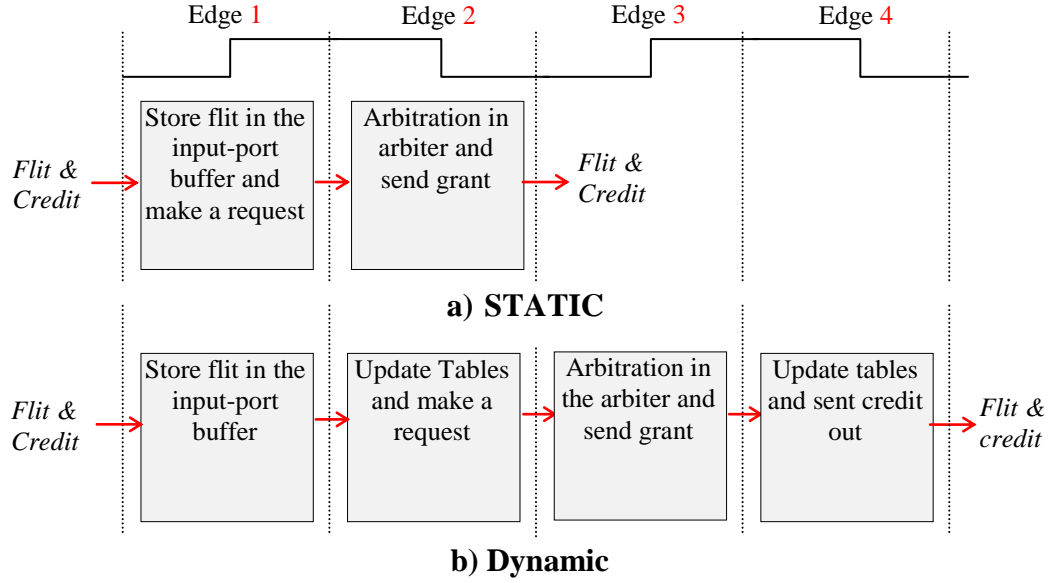 Edge 1
Edge 2
Edge 3
Edge 4
Flit &
Credit
Store flit in the
input-port
buffer and
make a request
Arbitration in
arbiter and
send grant
Flit &
Credit
a) STATIC
Flit &
Credit
Store flit in the
input-port
buffer
Update Tables
and make a
request
Arbitration in
the arbiter and
send grant
Update tables
and sent credit
out
Flit &
credit
b) Dynamic